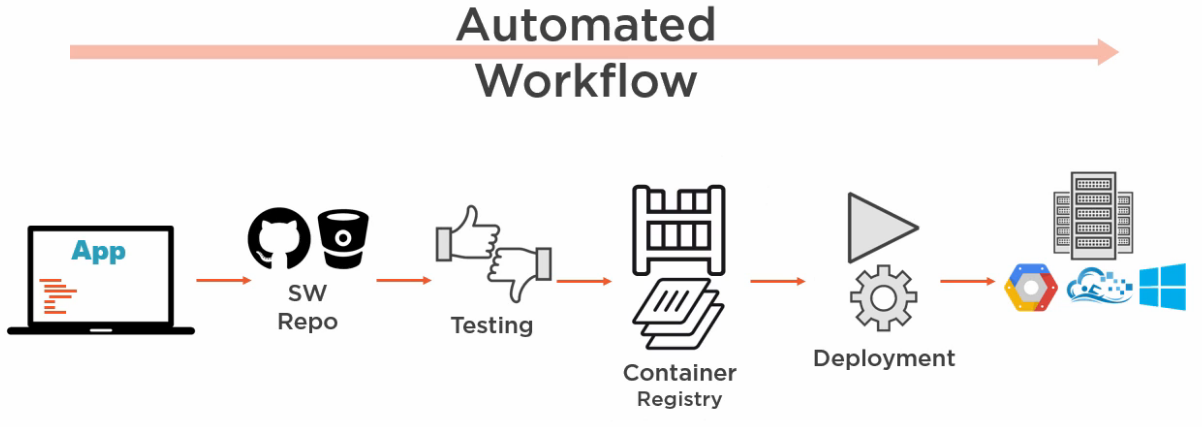 Automated
Workflow
App
SW
Repo
Testing
Container
Registry
Deployment